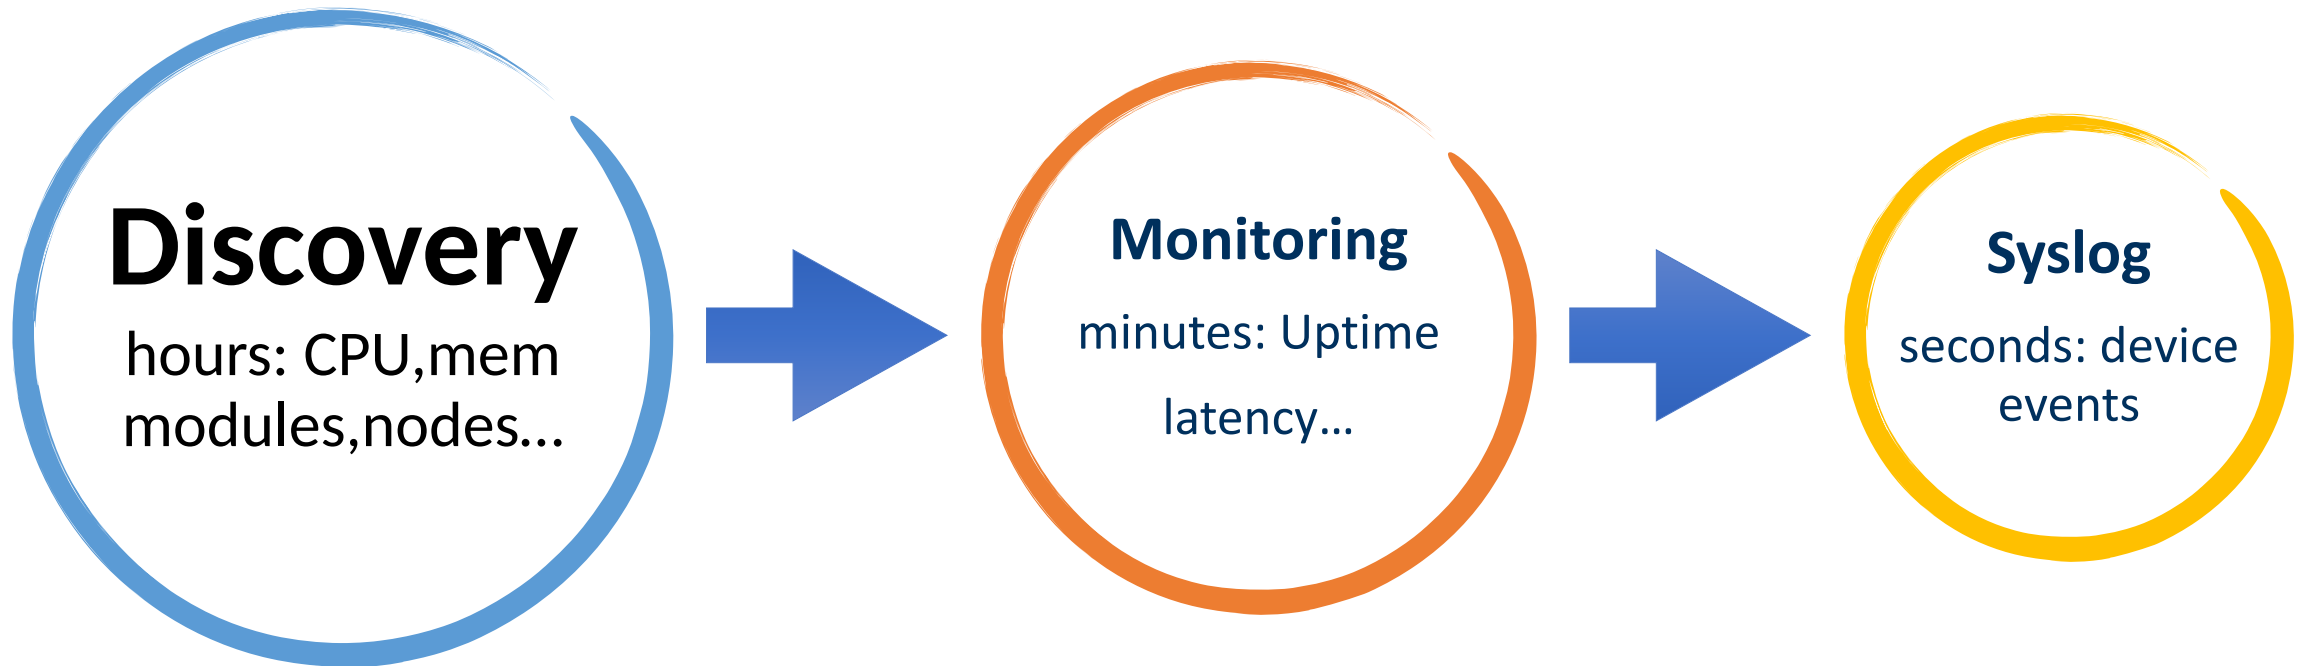 Discovery
hours: CPU,mem
modules,nodes...
Monitoring
minutes: Uptime
latency...
Syslog
seconds: device
events